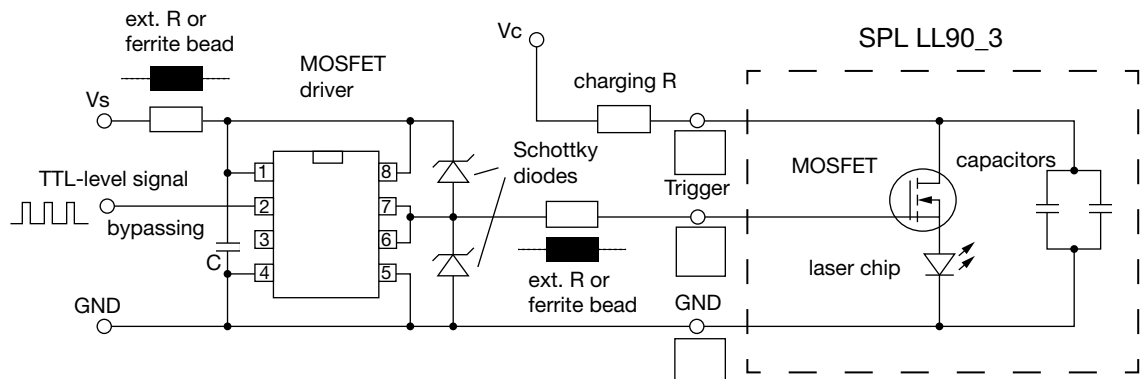 ext. R or
ferrite bead
Vc
SPL LL90_3
MOSFET
driver
charging R
Vs
Schottky
diodes
MOSFET
capacitors
TTL-level signal
bypassing
Trigger
1
8
2
7
3
6
4
5
C
laser chip
ext. R or
ferrite bead
GND
GND